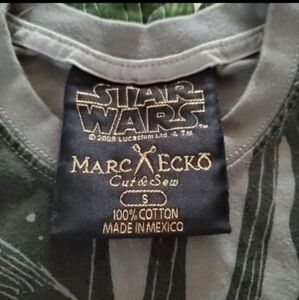 STAR
WARS
© 2008 LUCASFILM LTD. & TM.
MARC ECKŌ
Cut & Sew
S
100% COTTON
MADE IN MEXICO